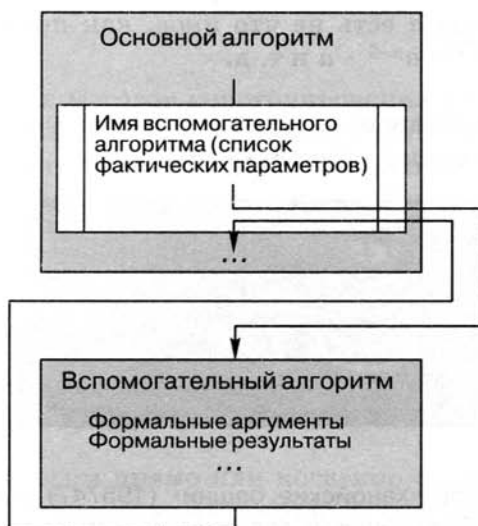 Основной алгоритм
Имя вспомогательного
алгоритма (список
фактических параметров)
...
Вспомогательный алгоритм
Формальные аргументы
Формальные результаты
...